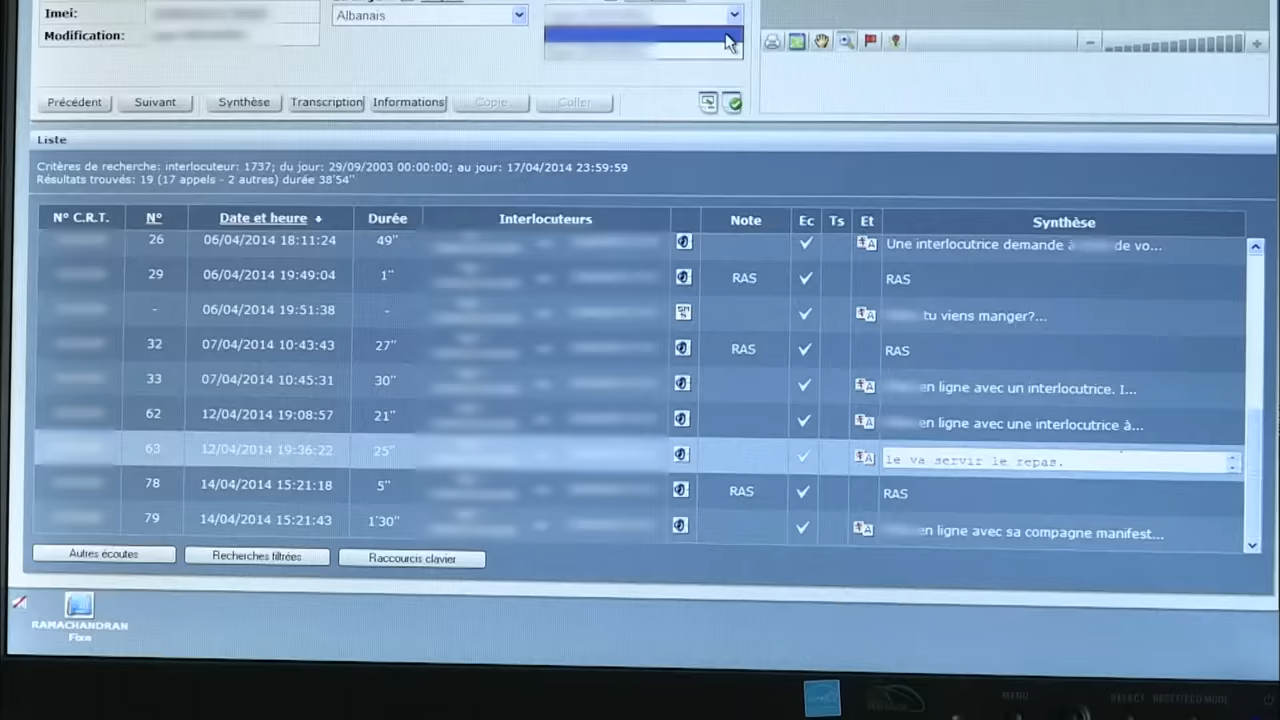 Imei:
Modification:
Albanais
Précédent Suivant Synthèse Transcription Informations Copie Coller
Liste
Critères de recherche: interlocuteur: 1737; du jour: 29/09/2003 00:00:00; au jour: 17/04/2014 23:59:59
Résultats trouvés: 19 (17 appels - 2 autres) durée 38'54"
N° C.R.T. N° Date et heure Durée Interlocuteurs Note Ec Ts Et Synthèse
26 06/04/2014 18:11:24 49" Une interlocutrice demande à de vo...
29 06/04/2014 19:49:04 1" RAS RAS
- 06/04/2014 19:51:38 - tu viens manger?...
32 07/04/2014 10:43:43 27" RAS RAS
33 07/04/2014 10:45:31 30" en ligne avec un interlocutrice. I...
62 12/04/2014 19:08:57 21" en ligne avec une interlocutrice à...
63 12/04/2014 19:36:22 25" le va servir le repas.
78 14/04/2014 15:21:18 5" RAS RAS
79 14/04/2014 15:21:43 1'30" en ligne avec sa compagne manifest...
Autres écoutes Recherches filtrées Raccourcis clavier
RAMACHANDRAN
Fixe
MENU SELECT RESET/ECO MODE